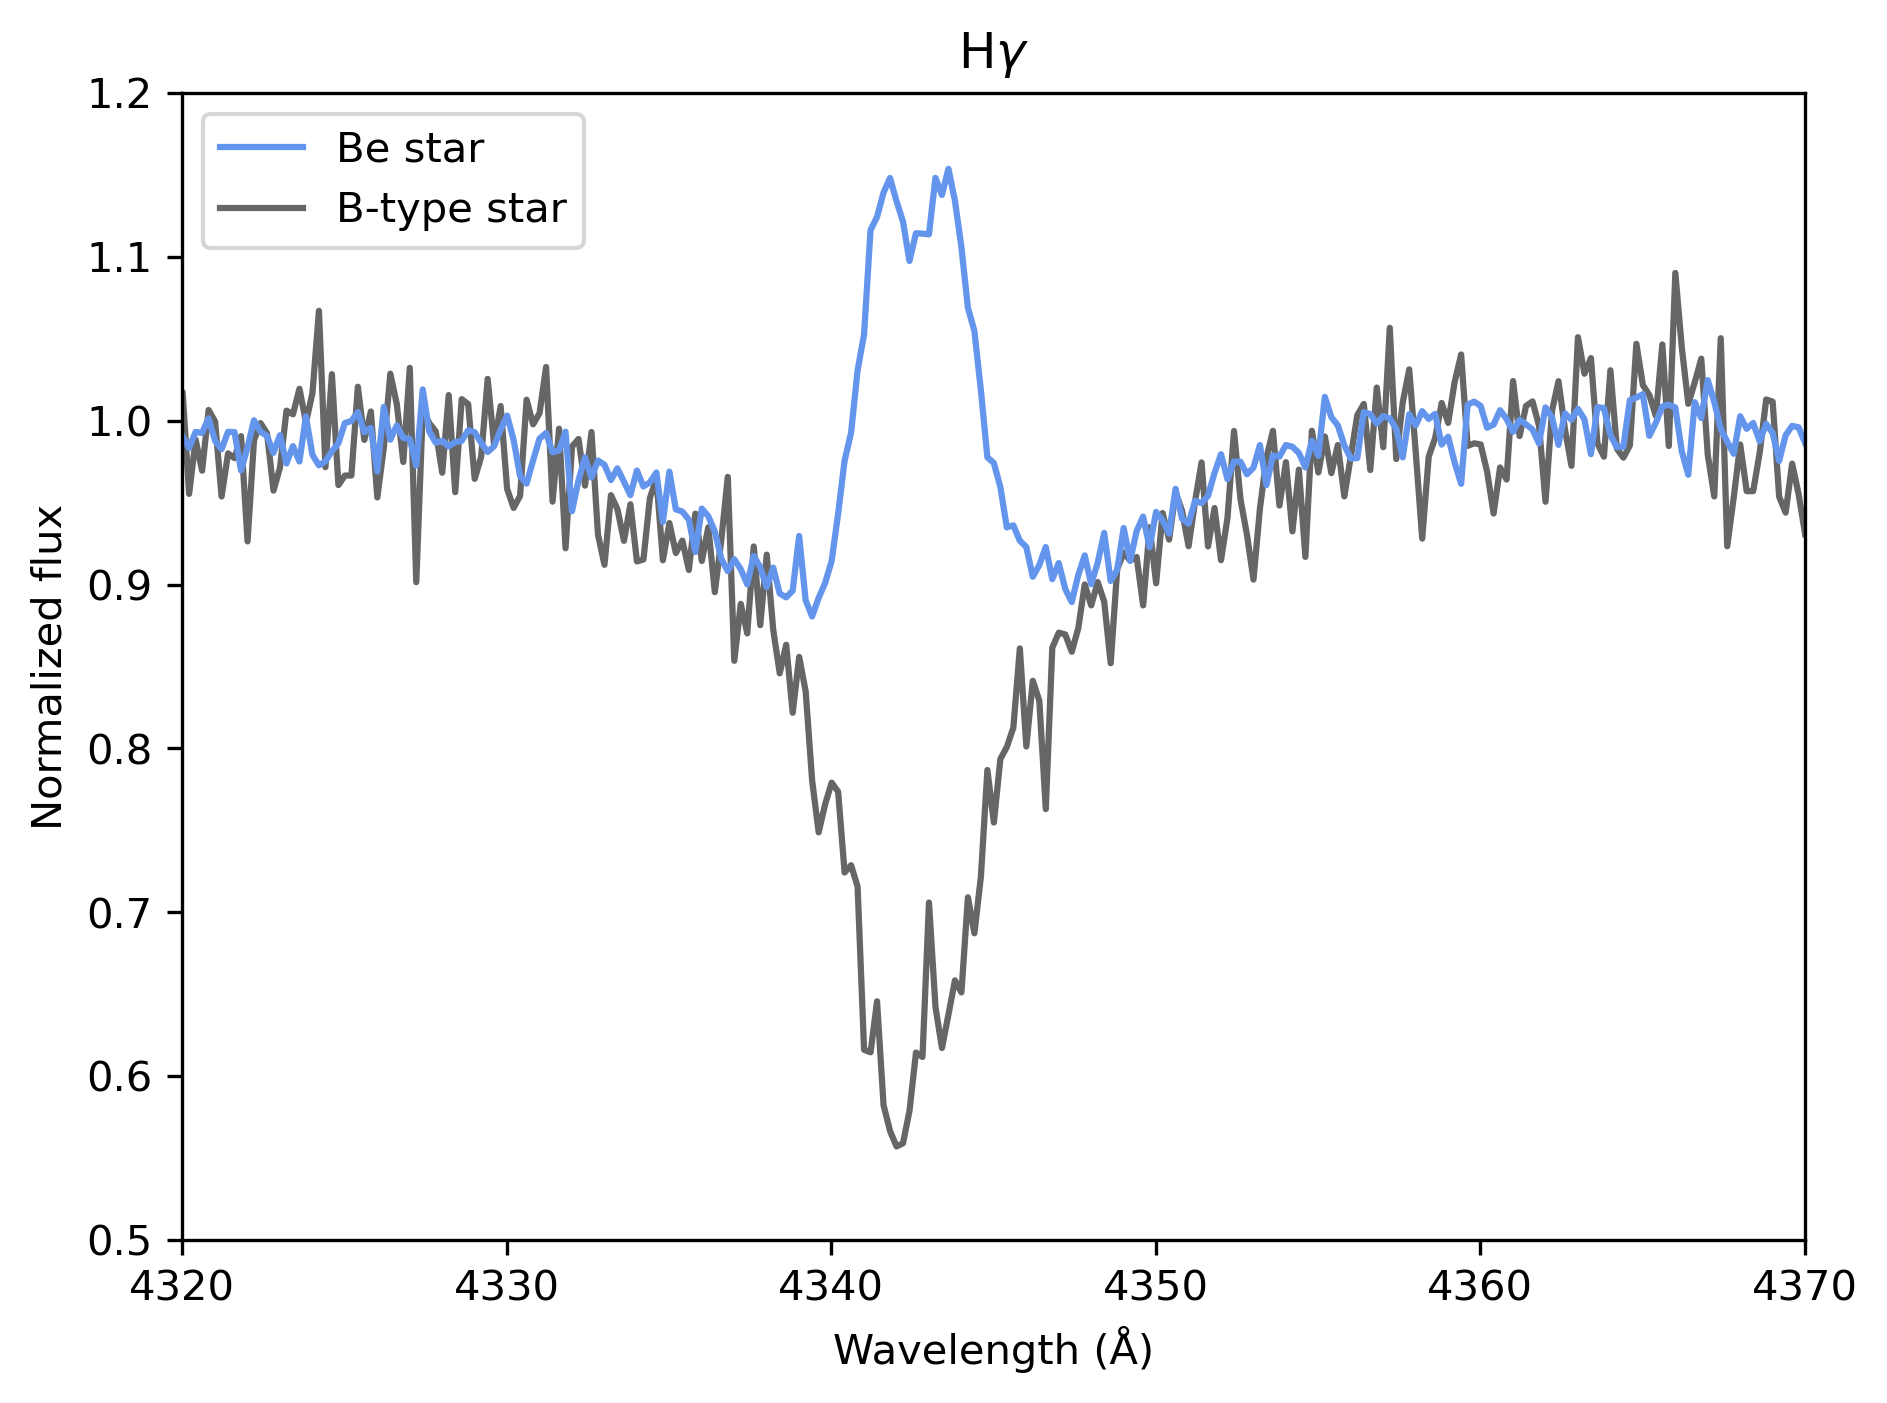 Hγ
Be star
B-type star
1.2
1.1
1.0
0.9
0.8
0.7
0.6
0.5
Normalized flux
4320 4330 4340 4350 4360 4370
Wavelength (Å)